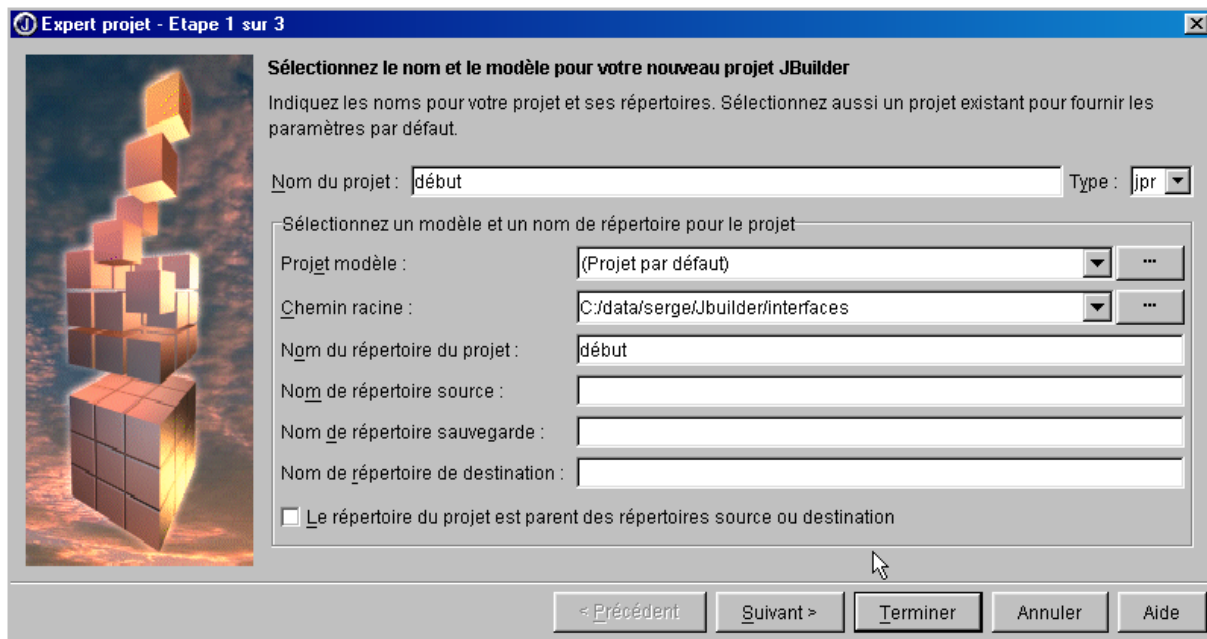 Expert projet - Etape 1 sur 3
Sélectionnez le nom et le modèle pour votre nouveau projet JBuilder
Indiquez les noms pour votre projet et ses répertoires. Sélectionnez aussi un projet existant pour fournir les
paramètres par défaut.
Nom du projet : début Type : jpr
Sélectionnez un modèle et un nom de répertoire pour le projet
Projet modèle : (Projet par défaut) ...
Chemin racine : C:/data/serge/Jbuilder/interfaces ...
Nom du répertoire du projet : début
Nom de répertoire source :
Nom de répertoire sauvegarde :
Nom de répertoire de destination :
Le répertoire du projet est parent des répertoires source ou destination
< Précédent Suivant > Terminer Annuler Aide